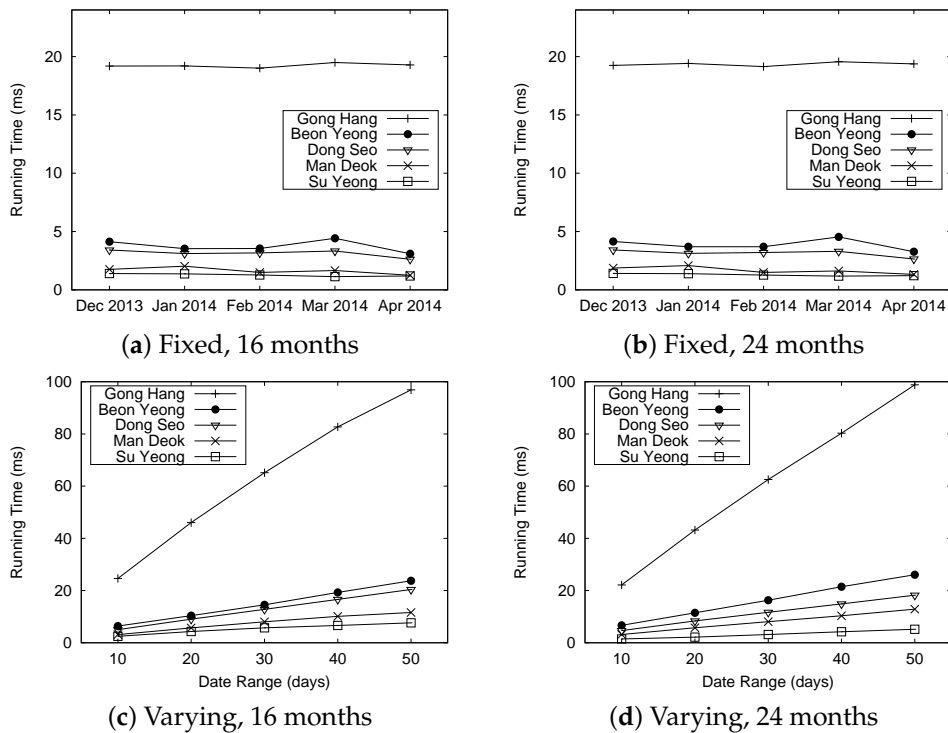 20
15
10
5
0
Running Time (ms)
Gong Hang
Beon Yeong
Dong Seo
Man Deok
Su Yeong
Dec 2013 Jan 2014 Feb 2014 Mar 2014 Apr 2014
(a) Fixed, 16 months
20
15
10
5
0
Running Time (ms)
Gong Hang
Beon Yeong
Dong Seo
Man Deok
Su Yeong
Dec 2013 Jan 2014 Feb 2014 Mar 2014 Apr 2014
(b) Fixed, 24 months
100
80
60
40
20
0
Running Time (ms)
Gong Hang
Beon Yeong
Dong Seo
Man Deok
Su Yeong
10 20 30 40 50
Date Range (days)
(c) Varying, 16 months
100
80
60
40
20
0
Running Time (ms)
Gong Hang
Beon Yeong
Dong Seo
Man Deok
Su Yeong
10 20 30 40 50
Date Range (days)
(d) Varying, 24 months